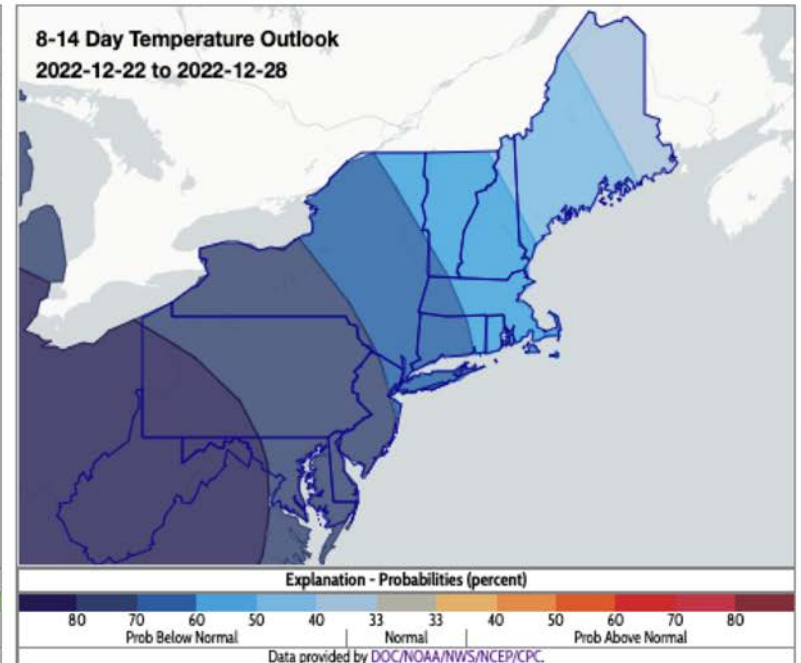 8-14 Day Temperature Outlook
2022-12-22 to 2022-12-28
Explanation - Probabilities (percent)
80 70 60 50 40 33 33 40 50 60 70 80
Prob Below Normal Normal Prob Above Normal
Data provided by DOC/NOAA/NWS/NCEP/CPC.